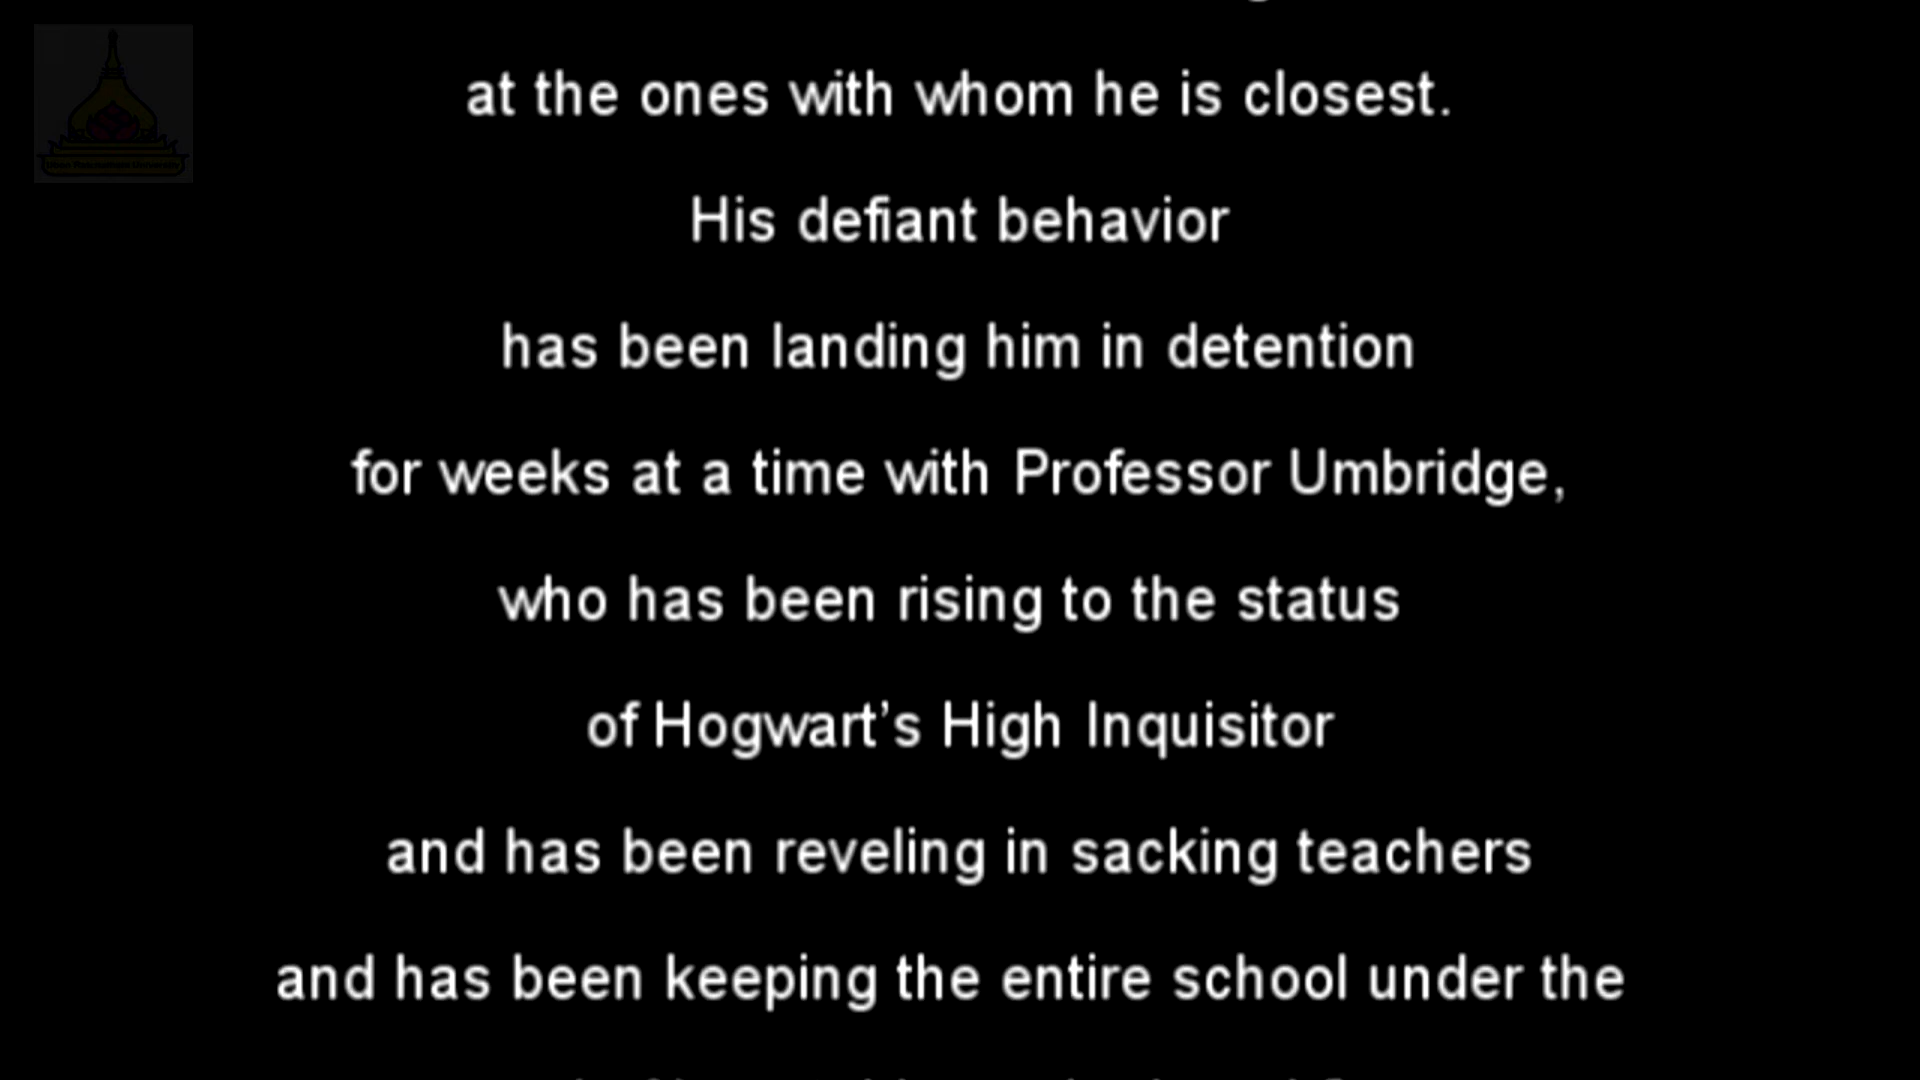 at the ones with whom he is closest.
His defiant behavior
has been landing him in detention
for weeks at a time with Professor Umbridge,
who has been rising to the status
of Hogwart’s High Inquisitor
and has been reveling in sacking teachers
and has been keeping the entire school under the